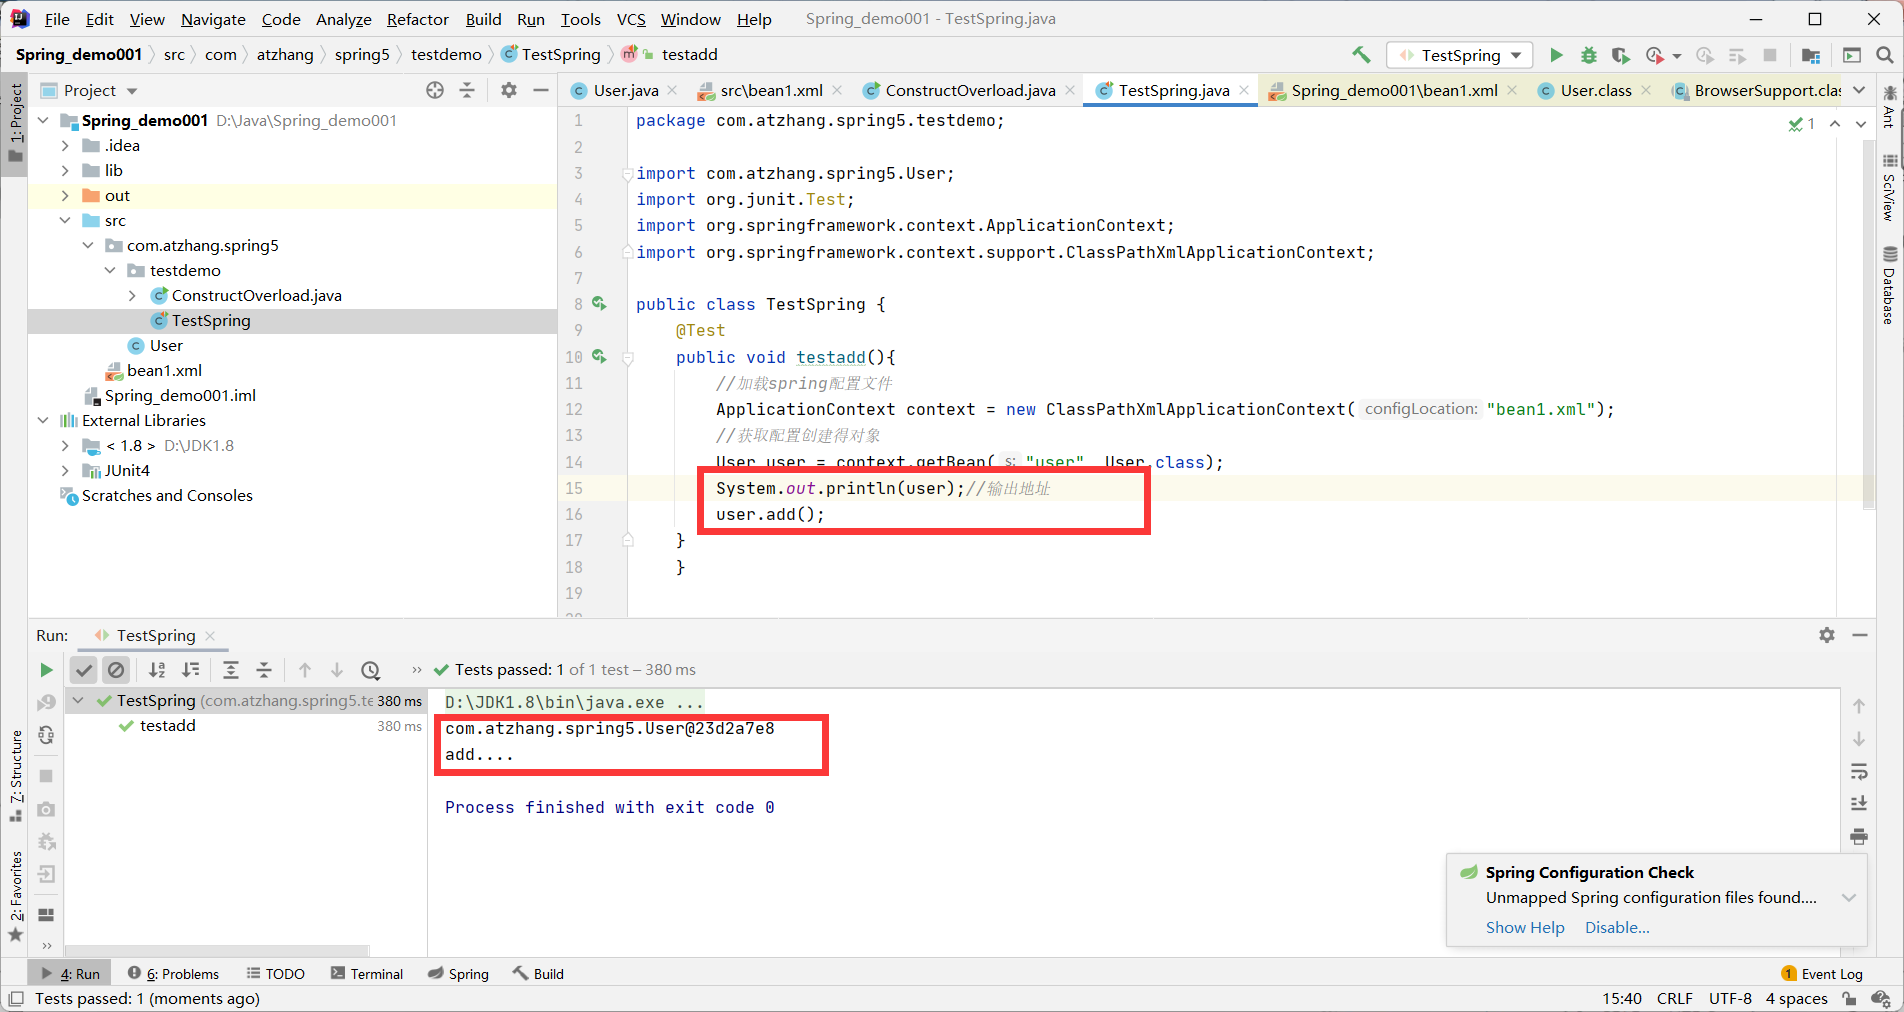 File Edit View Navigate Code Analyze Refactor Build Run Tools VCS Window Help Spring_demo001 - TestSpring.java
Spring_demo001 src com atzhang spring5 testdemo TestSpring testadd TestSpring
Project
User.java src\bean1.xml ConstructOverload.java TestSpring.java Spring_demo001\bean1.xml User.class BrowserSupport.cla
1: Project
Spring_demo001 D:\Java\Spring_demo001
.idea
lib
out
src
com.atzhang.spring5
testdemo
ConstructOverload.java
TestSpring
User
bean1.xml
Spring_demo001.iml
External Libraries
< 1.8 > D:\JDK1.8
JUnit4
Scratches and Consoles
1 package com.atzhang.spring5.testdemo;
2
3 import com.atzhang.spring5.User;
4 import org.junit.Test;
5 import org.springframework.context.ApplicationContext;
6 import org.springframework.context.support.ClassPathXmlApplicationContext;
7
8 public class TestSpring {
9 @Test
10 public void testadd(){
11 //加载spring配置文件
12 ApplicationContext context = new ClassPathXmlApplicationContext( configLocation: "bean1.xml");
13 //获取配置创建得对象
14 User user = context.getBean( s: "user", User.class);
15 System.out.println(user);//输出地址
16 user.add();
17 }
18 }
19
1
Ant
SciView
Database
Run: TestSpring
Tests passed: 1 of 1 test – 380 ms
TestSpring (com.atzhang.spring5.te 380 ms
testadd 380 ms
D:\JDK1.8\bin\java.exe ...
com.atzhang.spring5.User@23d2a7e8
add....
Process finished with exit code 0
7: Structure
2: Favorites
Spring Configuration Check
Unmapped Spring configuration files found....
Show Help Disable...
4: Run 6: Problems TODO Terminal Spring Build 1 Event Log
Tests passed: 1 (moments ago) 15:40 CRLF UTF-8 4 spaces